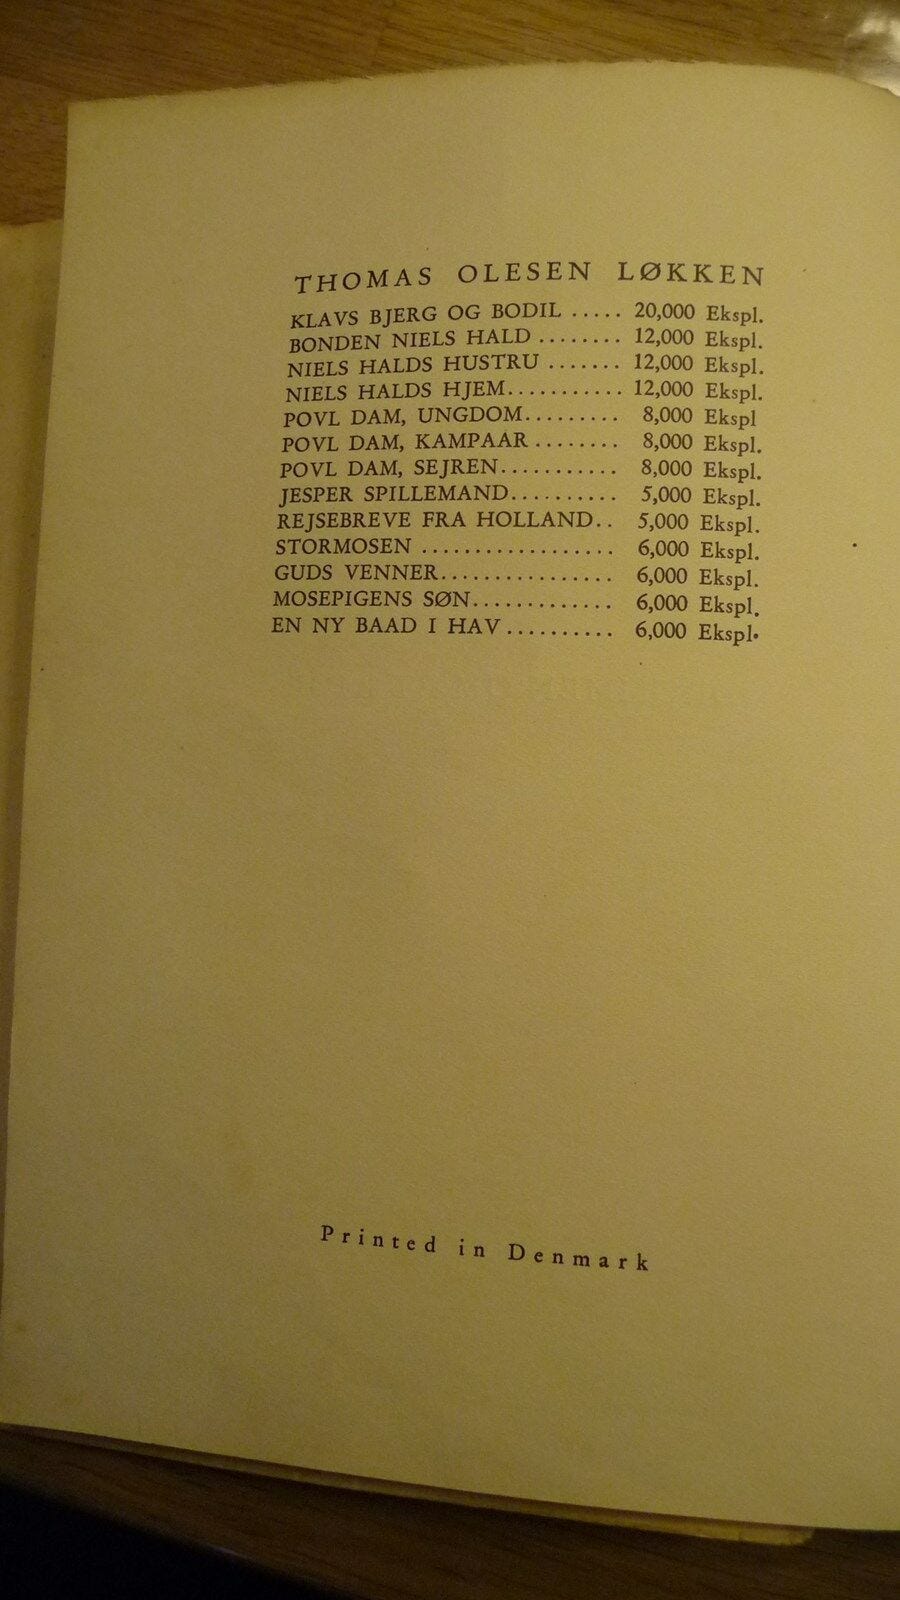 THOMAS OLESEN LØKKEN
KLAVS BJERG OG BODIL ..... 20,000 Ekspl.
BONDEN NIELS HALD ........ 12,000 Ekspl.
NIELS HALDS HUSTRU ....... 12,000 Ekspl.
NIELS HALDS HJEM........... 12,000 Ekspl.
POVL DAM, UNGDOM......... 8,000 Ekspl
POVL DAM, KAMPAAR ........ 8,000 Ekspl.
POVL DAM, SEJREN........... 8,000 Ekspl.
JESPER SPILLEMAND.......... 5,000 Ekspl.
REJSEBREVE FRA HOLLAND.. 5,000 Ekspl.
STORMOSEN .................. 6,000 Ekspl.
GUDS VENNER................ 6,000 Ekspl.
MOSEPIGENS SØN............. 6,000 Ekspl.
EN NY BAAD I HAV .......... 6,000 Ekspl.
Printed in Denmark